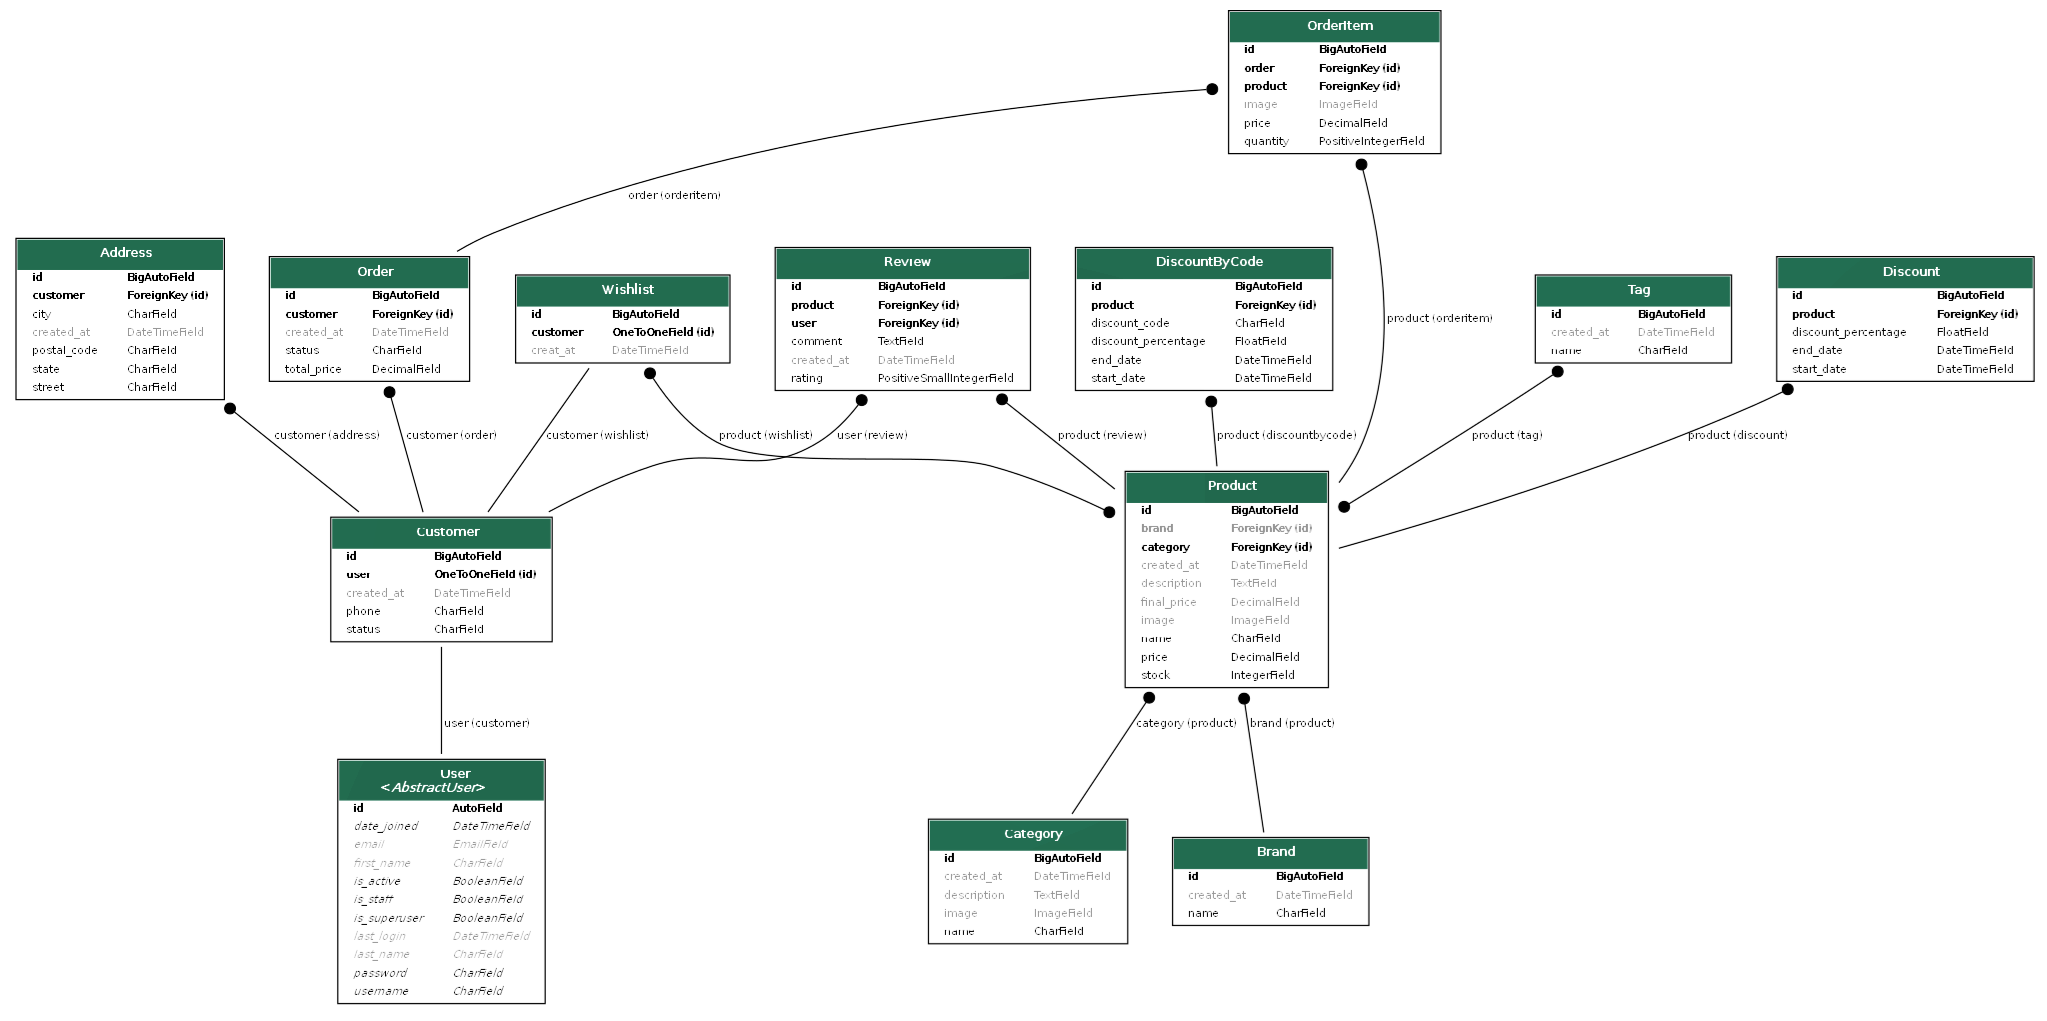 OrderItem
id BigAutoField
order ForeignKey (id)
product ForeignKey (id)
image ImageField
price DecimalField
quantity PositiveIntegerField
order (orderitem)
product (orderitem)
Address
id BigAutoField
customer ForeignKey (id)
city CharField
created_at DateTimeField
postal_code CharField
state CharField
street CharField
Order
id BigAutoField
customer ForeignKey (id)
created_at DateTimeField
status CharField
total_price DecimalField
Wishlist
id BigAutoField
customer OneToOneField (id)
creat_at DateTimeField
Review
id BigAutoField
product ForeignKey (id)
user ForeignKey (id)
comment TextField
created_at DateTimeField
rating PositiveSmallIntegerField
DiscountByCode
id BigAutoField
product ForeignKey (id)
discount_code CharField
discount_percentage FloatField
end_date DateTimeField
start_date DateTimeField
Tag
id BigAutoField
created_at DateTimeField
name CharField
Discount
id BigAutoField
product ForeignKey (id)
discount_percentage FloatField
end_date DateTimeField
start_date DateTimeField
customer (address)
customer (order)
customer (wishlist)
product (wishlist)
user (review)
product (review)
product (discountbycode)
product (tag)
product (discount)
Customer
id BigAutoField
user OneToOneField (id)
created_at DateTimeField
phone CharField
status CharField
Product
id BigAutoField
brand ForeignKey (id)
category ForeignKey (id)
created_at DateTimeField
description TextField
final_price DecimalField
image ImageField
name CharField
price DecimalField
stock IntegerField
user (customer)
category (product)
brand (product)
User
<AbstractUser>
id AutoField
date_joined DateTimeField
email EmailField
first_name CharField
is_active BooleanField
is_staff BooleanField
is_superuser BooleanField
last_login DateTimeField
last_name CharField
password CharField
username CharField
Category
id BigAutoField
created_at DateTimeField
description TextField
image ImageField
name CharField
Brand
id BigAutoField
created_at DateTimeField
name CharField